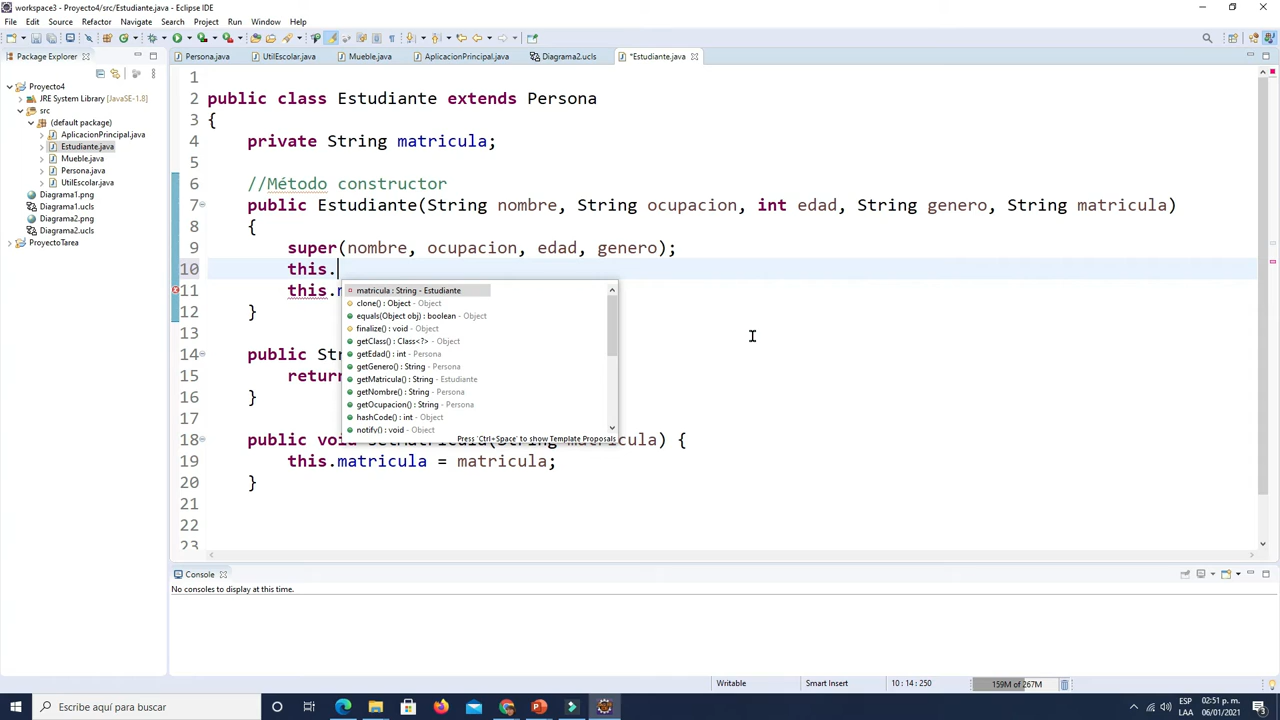 workspace3 - Proyecto4/src/Estudiante.java - Eclipse IDE
File Edit Source Refactor Navigate Search Project Run Window Help
Package Explorer
Persona.java UtilEscolar.java Mueble.java AplicacionPrincipal.java Diagrama2.ucls *Estudiante.java
Proyecto4
JRE System Library [JavaSE-1.8]
src
(default package)
AplicacionPrincipal.java
Estudiante.java
Mueble.java
Persona.java
UtilEscolar.java
Diagrama1.png
Diagrama1.ucls
Diagrama2.png
Diagrama2.ucls
ProyectoTarea
1
2 public class Estudiante extends Persona
3 {
4 private String matricula;
5
6 //Método constructor
7 public Estudiante(String nombre, String ocupacion, int edad, String genero, String matricula)
8 {
9 super(nombre, ocupacion, edad, genero);
10 this.
11 this.
12 }
13
14 public
15 return
16 }
17
18 public void (String matricula) {
19 this.matricula = matricula;
20 }
21
22
23
matricula : String - Estudiante
clone() : Object - Object
equals(Object obj) : boolean - Object
finalize() : void - Object
getClass() : Class<?> - Object
getEdad() : int - Persona
getGenero() : String - Persona
getMatricula() : String - Estudiante
getNombre() : String - Persona
getOcupacion() : String - Persona
hashCode() : int - Object
notify() : void - Object
Press 'Ctrl+Space' to show Template Proposals
Console
No consoles to display at this time.
Writable Smart Insert 10 : 14 : 250 159M of 267M
Escribe aquí para buscar
ESP 02:51 p. m.
LAA 06/01/2021